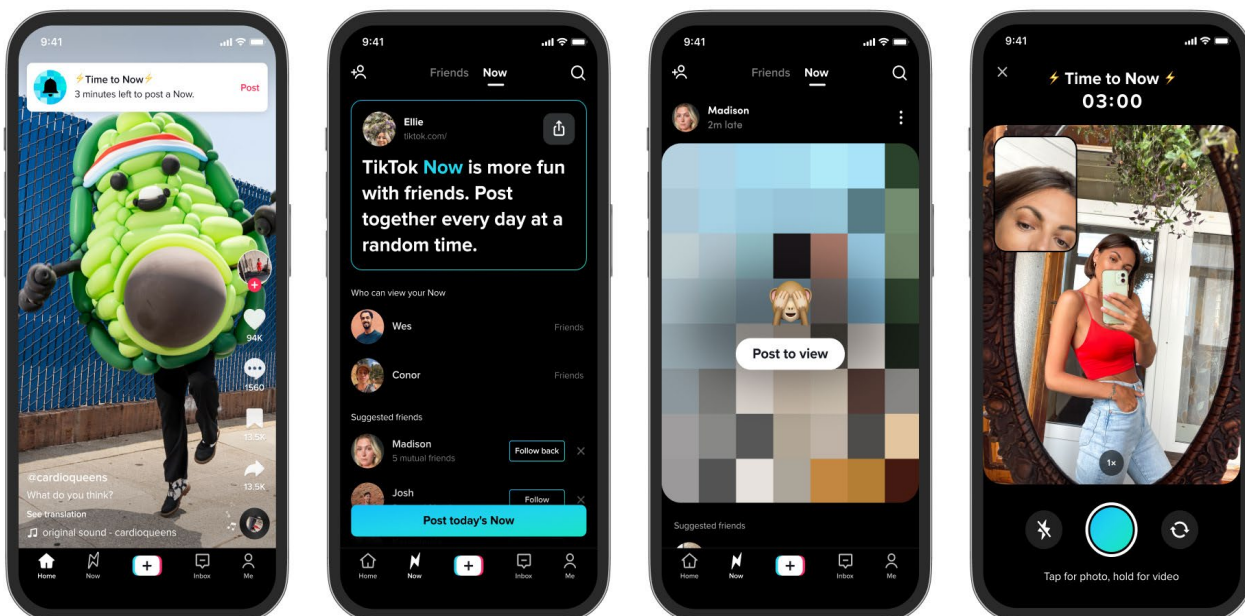 9:41
⚡Time to Now⚡
3 minutes left to post a Now.
Post
94K
1560
13.5K
13.5K
@cardioqueens
What do you think?
See translation
original sound - cardioqueens
Home
Now
Inbox
Me
9:41
Friends
Now
Ellie
tiktok.com/
TikTok Now is more fun
with friends. Post
together every day at a
random time.
Who can view your Now
Wes
Friends
Conor
Friends
Suggested friends
Madison
5 mutual friends
Follow back
Josh
Follow
Post today's Now
Home
Now
Inbox
Me
9:41
Friends
Now
Madison
2m late
Post to view
Suggested friends
Home
Now
Inbox
Me
9:41
⚡ Time to Now ⚡
03:00
1x
Tap for photo, hold for video